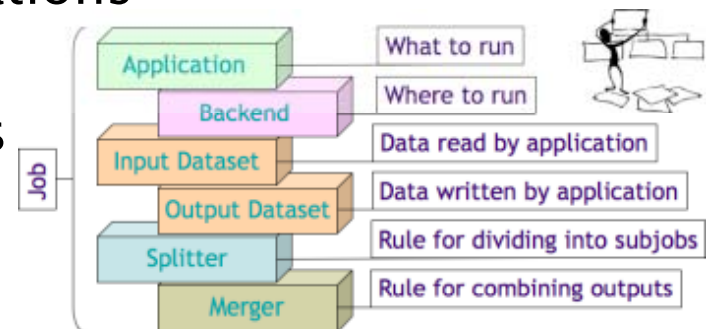 ations
s
Job
Application
What to run
Backend
Where to run
Input Dataset
Data read by application
Output Dataset
Data written by application
Splitter
Rule for dividing into subjobs
Merger
Rule for combining outputs